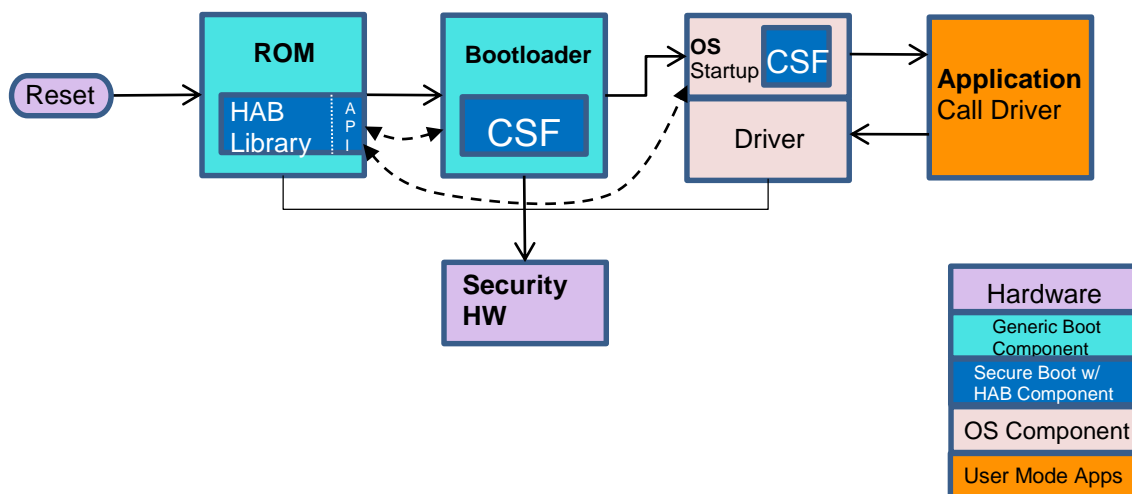 Reset
ROM
HAB
Library
A
P
I
Bootloader
CSF
OS
Startup
CSF
Driver
Application
Call Driver
Security
HW
Hardware
Generic Boot
Component
Secure Boot w/
HAB Component
OS Component
User Mode Apps